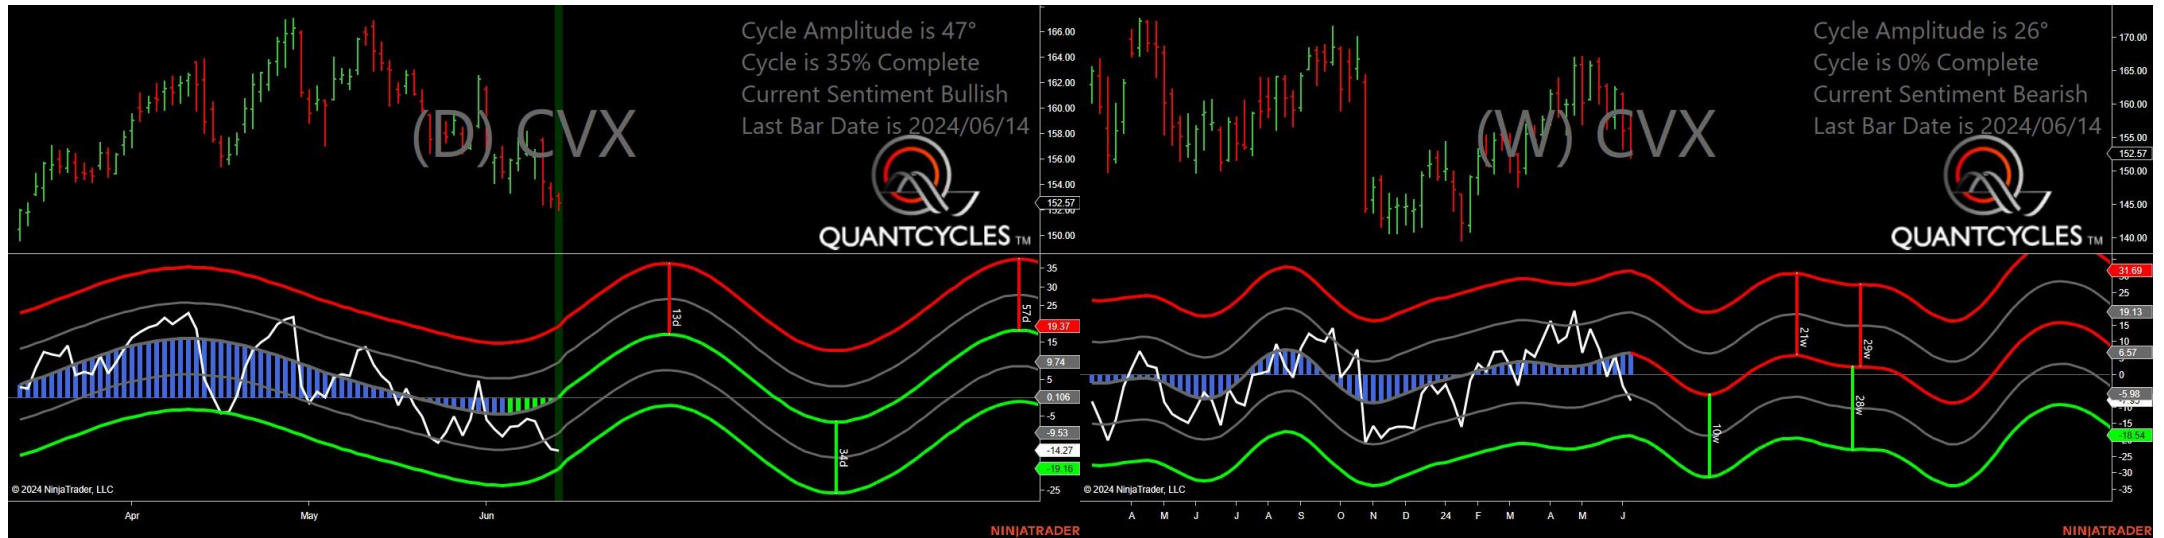 Cycle Amplitude is 47°
Cycle is 35% Complete
Current Sentiment Bullish
Last Bar Date is 2024/06/14
(D) CVX
QUANTCYCLES TM
166.00
164.00
162.00
160.00
158.00
156.00
154.00
152.57
152.00
150.00
35
30
25
19.37
15
9.74
5
0.106
-5
-9.53
-14.27
-19.16
-25
13d
34d
57d
© 2024 NinjaTrader, LLC
Apr May Jun
NINJATRADER
Cycle Amplitude is 26°
Cycle is 0% Complete
Current Sentiment Bearish
Last Bar Date is 2024/06/14
(W) CVX
QUANTCYCLES TM
170.00
165.00
160.00
155.00
152.57
150.00
145.00
140.00
31.69
25
19.13
15
10
6.57
0
-5.98
-10
-15
-18.54
-25
-30
-35
10w
21w
28w
29w
© 2024 NinjaTrader, LLC
A M J J A S O N D 24 F M A M J
NINJATRADER